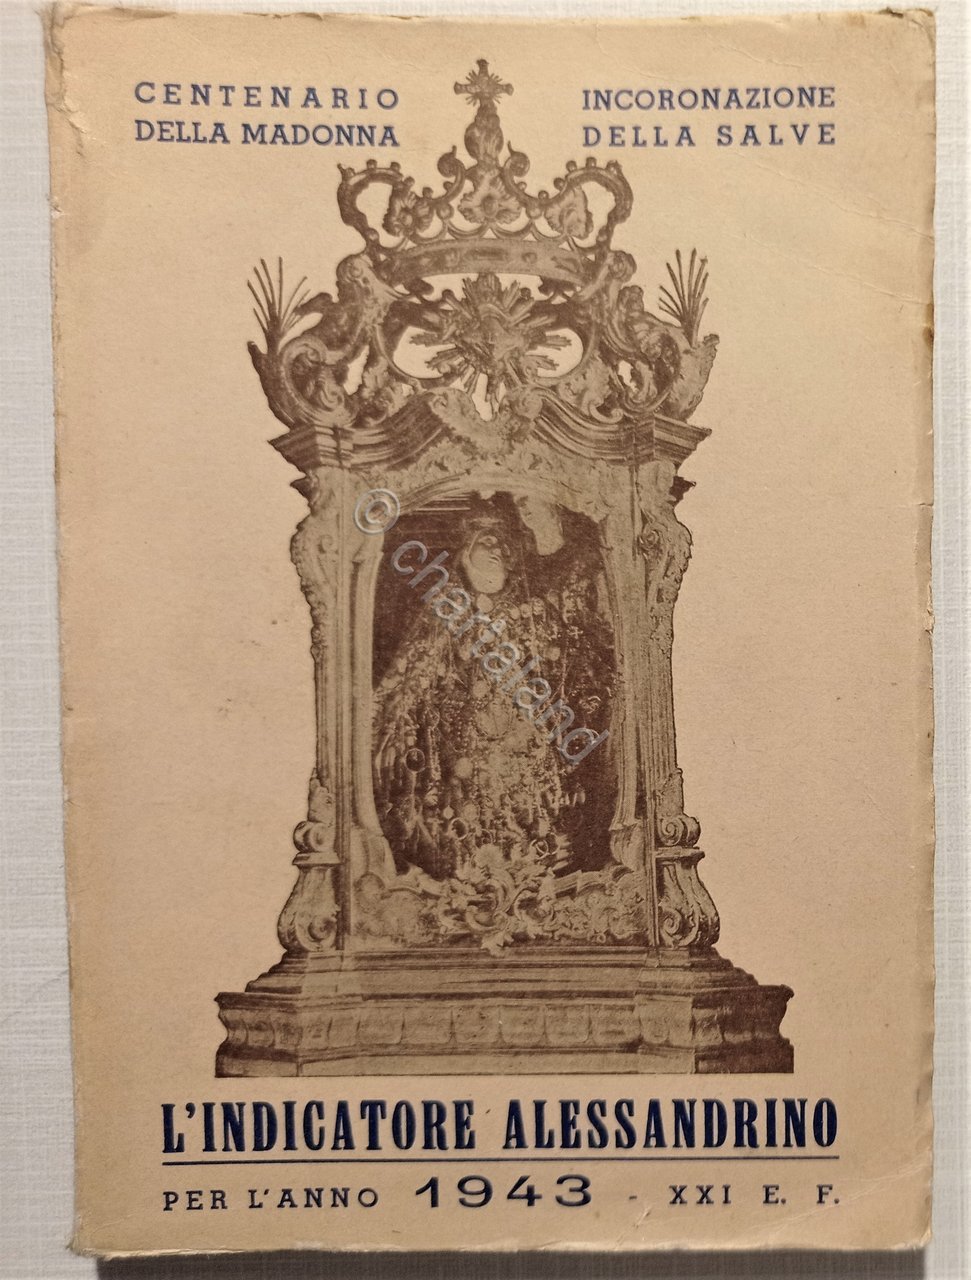 CENTENARIO INCORONAZIONE
DELLA MADONNA DELLA SALVE
© chartaland
L'INDICATORE ALESSANDRINO
PER L'ANNO 1943 - XXI E. F.